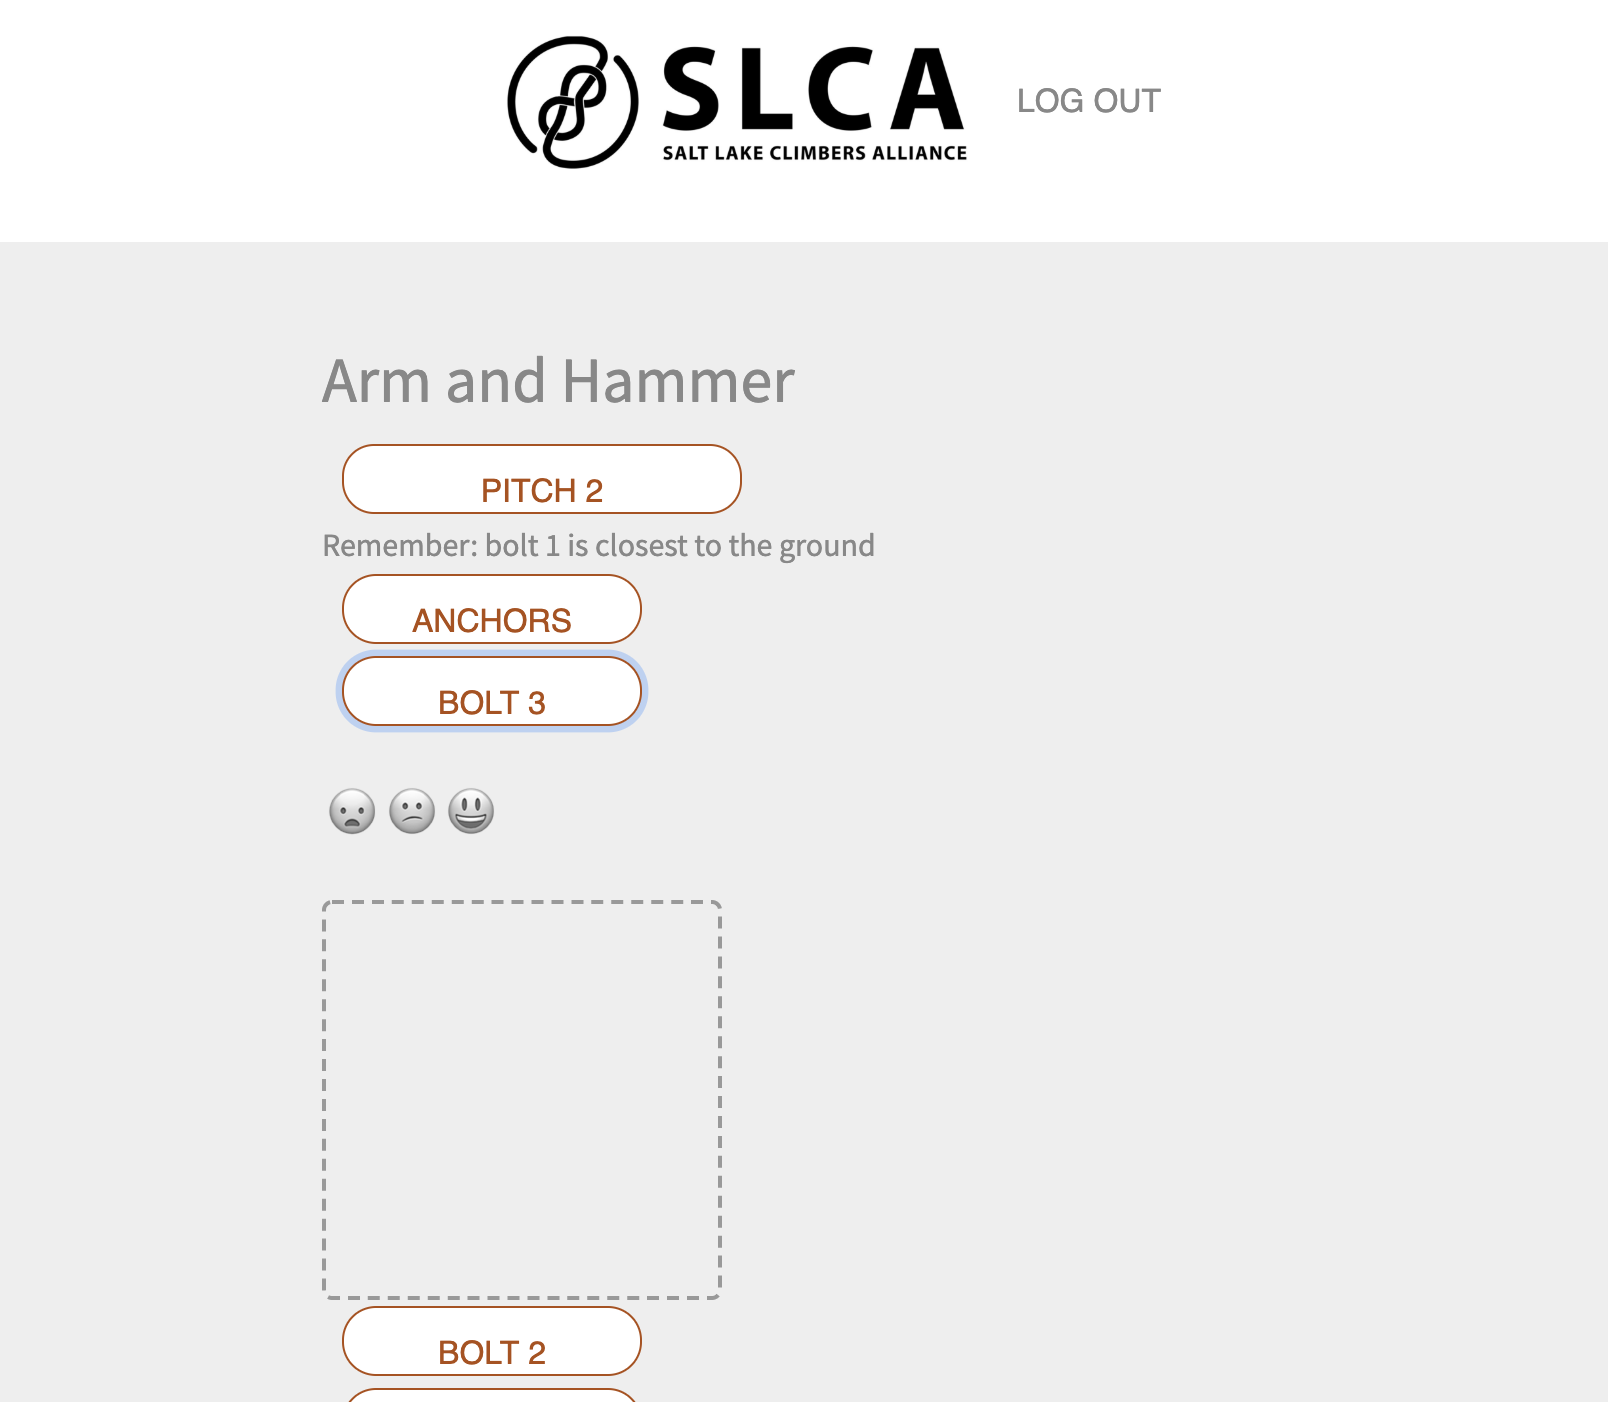 SLCA
SALT LAKE CLIMBERS ALLIANCE
LOG OUT
Arm and Hammer
PITCH 2
Remember: bolt 1 is closest to the ground
ANCHORS
BOLT 3
BOLT 2